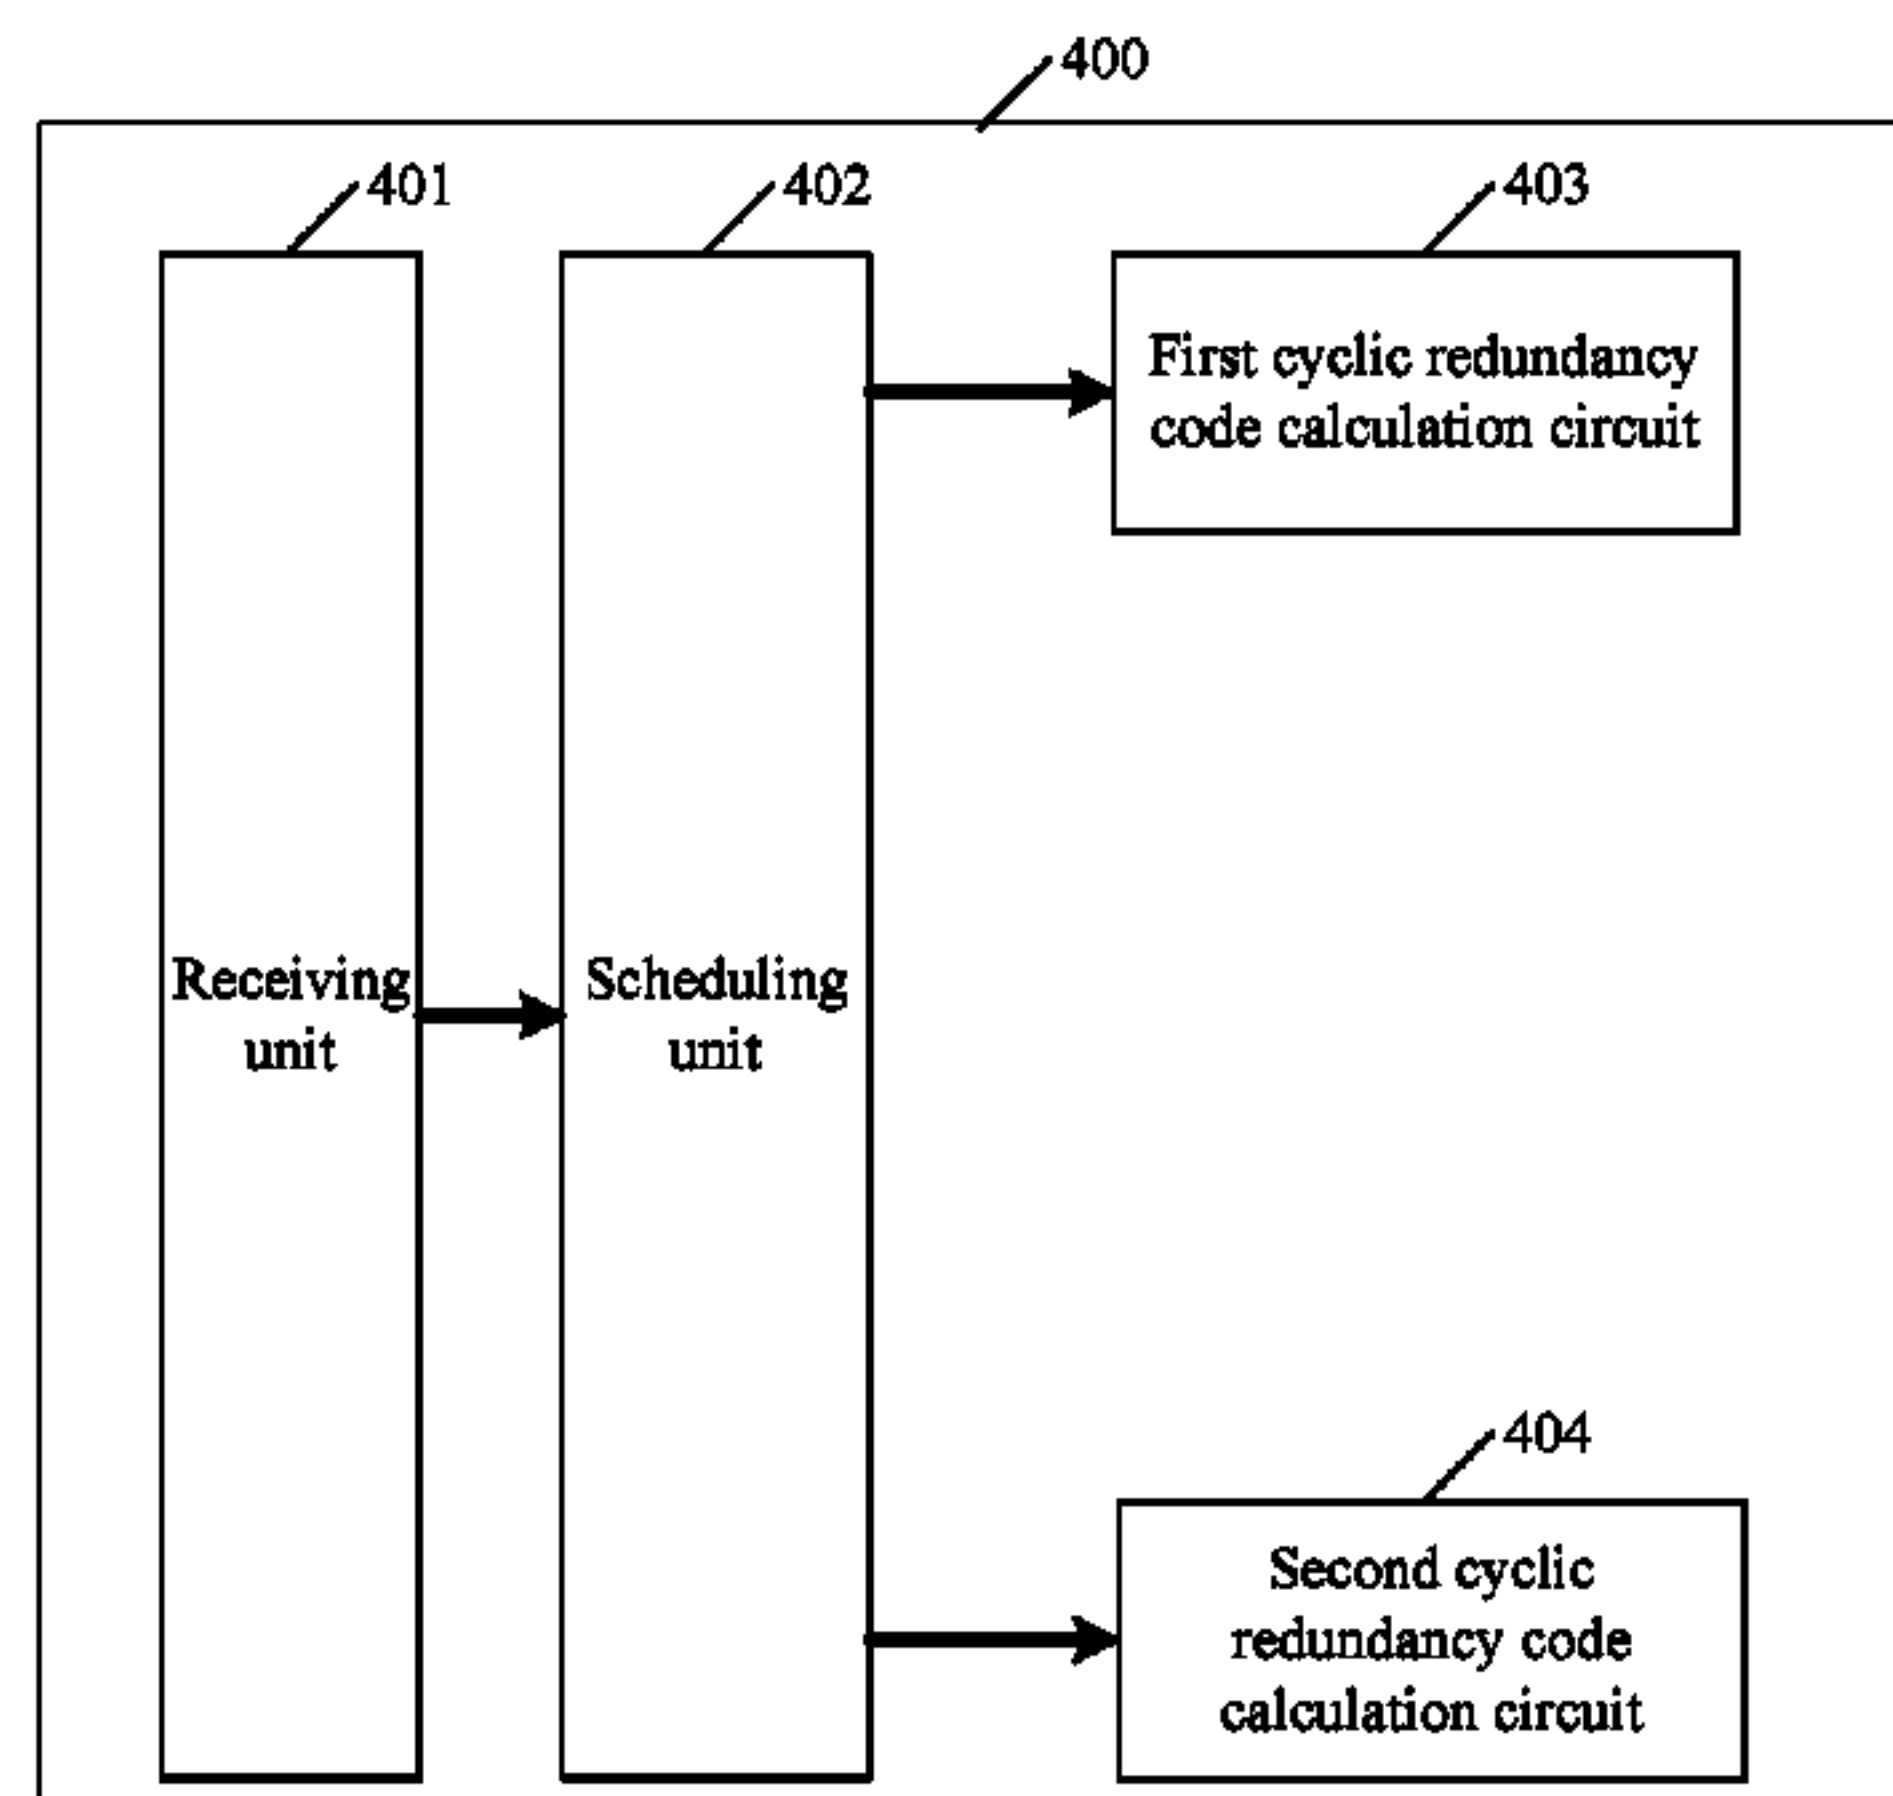 400
401
402
403
First cyclic redundancy
code calculation circuit
Receiving
unit
Scheduling
unit
404
Second cyclic
redundancy code
calculation circuit